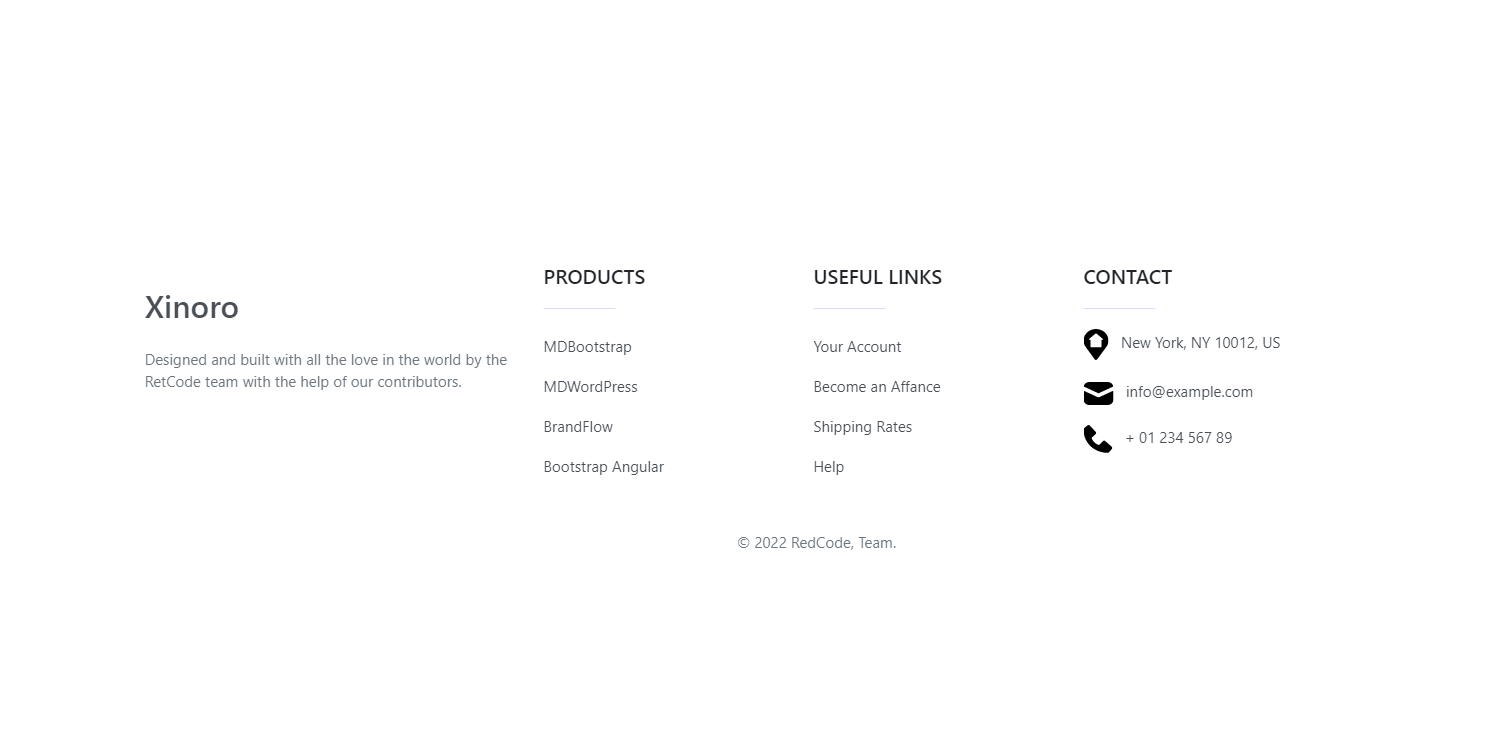 Xinoro
Designed and built with all the love in the world by the
RetCode team with the help of our contributors.
PRODUCTS
MDBootstrap
MDWordPress
BrandFlow
Bootstrap Angular
USEFUL LINKS
Your Account
Become an Affance
Shipping Rates
Help
CONTACT
New York, NY 10012, US
info@example.com
+ 01 234 567 89
© 2022 RedCode, Team.